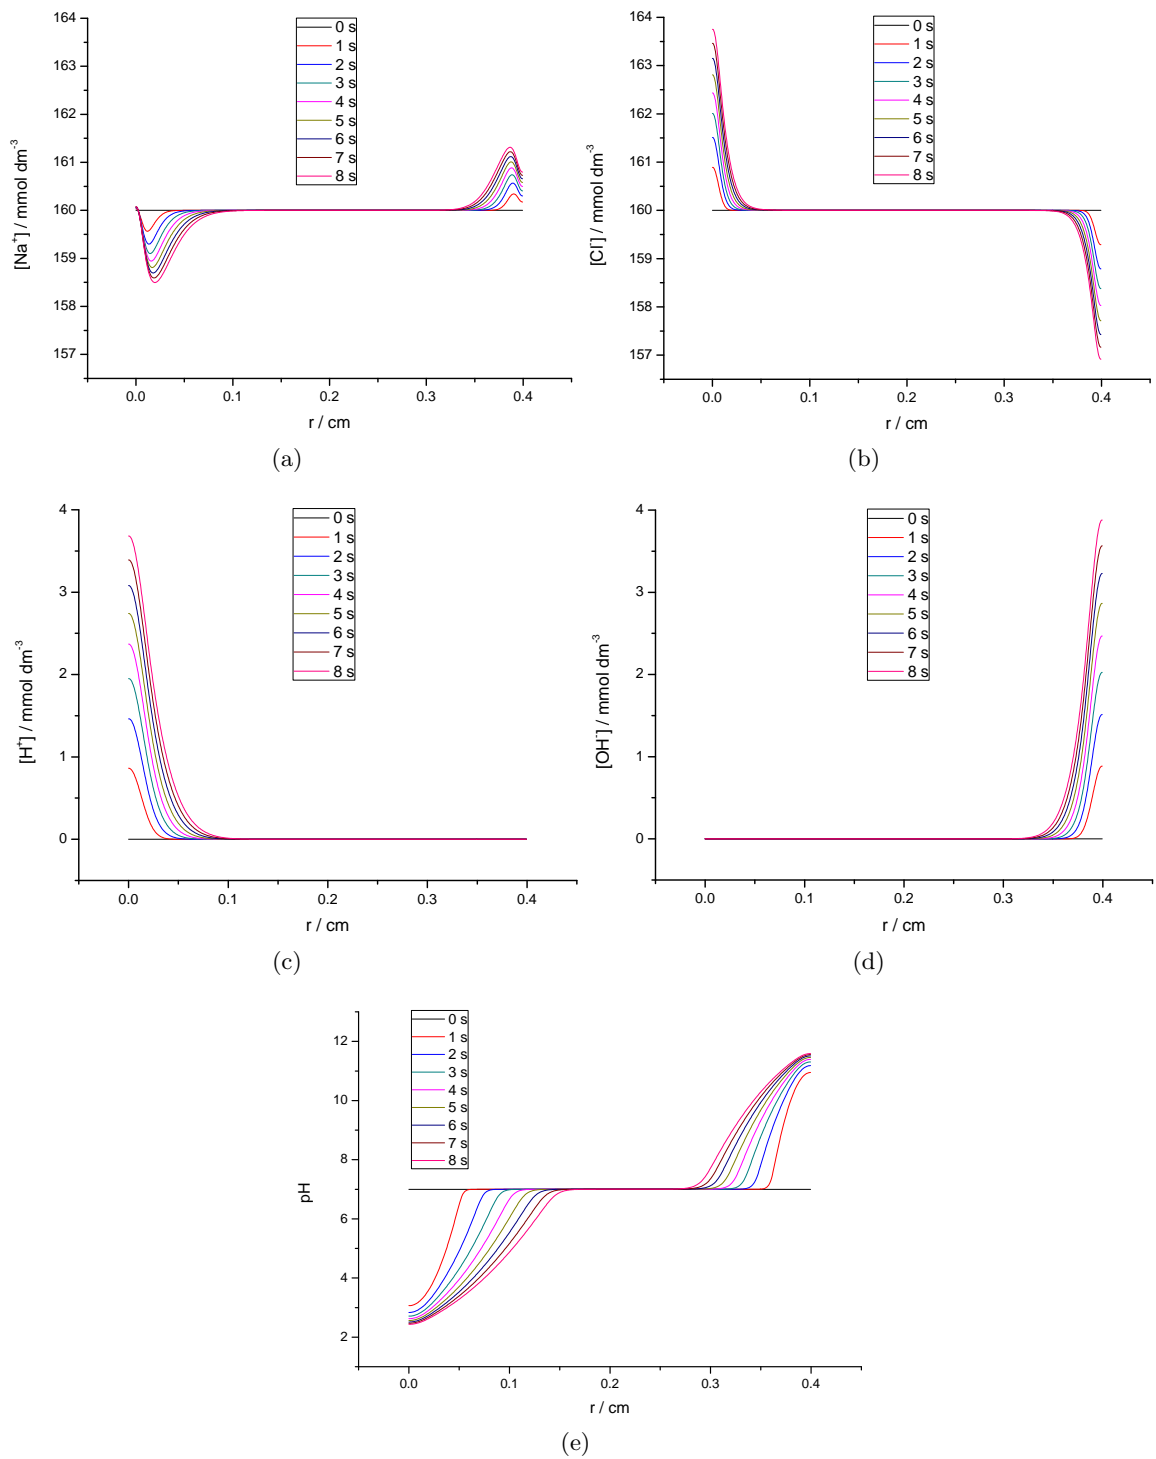 164
163
162
161
160
159
158
157
[Na⁺] / mmol dm⁻³
0 s
1 s
2 s
3 s
4 s
5 s
6 s
7 s
8 s
0.0 0.1 0.2 0.3 0.4
r / cm
(a)
164
163
162
161
160
159
158
157
[Cl⁻] / mmol dm⁻³
0 s
1 s
2 s
3 s
4 s
5 s
6 s
7 s
8 s
0.0 0.1 0.2 0.3 0.4
r / cm
(b)
4
3
2
1
0
[H⁺] / mmol dm⁻³
0 s
1 s
2 s
3 s
4 s
5 s
6 s
7 s
8 s
0.0 0.1 0.2 0.3 0.4
r / cm
(c)
4
3
2
1
0
[OH⁻] / mmol dm⁻³
0 s
1 s
2 s
3 s
4 s
5 s
6 s
7 s
8 s
0.0 0.1 0.2 0.3 0.4
r / cm
(d)
12
10
8
6
4
2
pH
0 s
1 s
2 s
3 s
4 s
5 s
6 s
7 s
8 s
0.0 0.1 0.2 0.3 0.4
r / cm
(e)